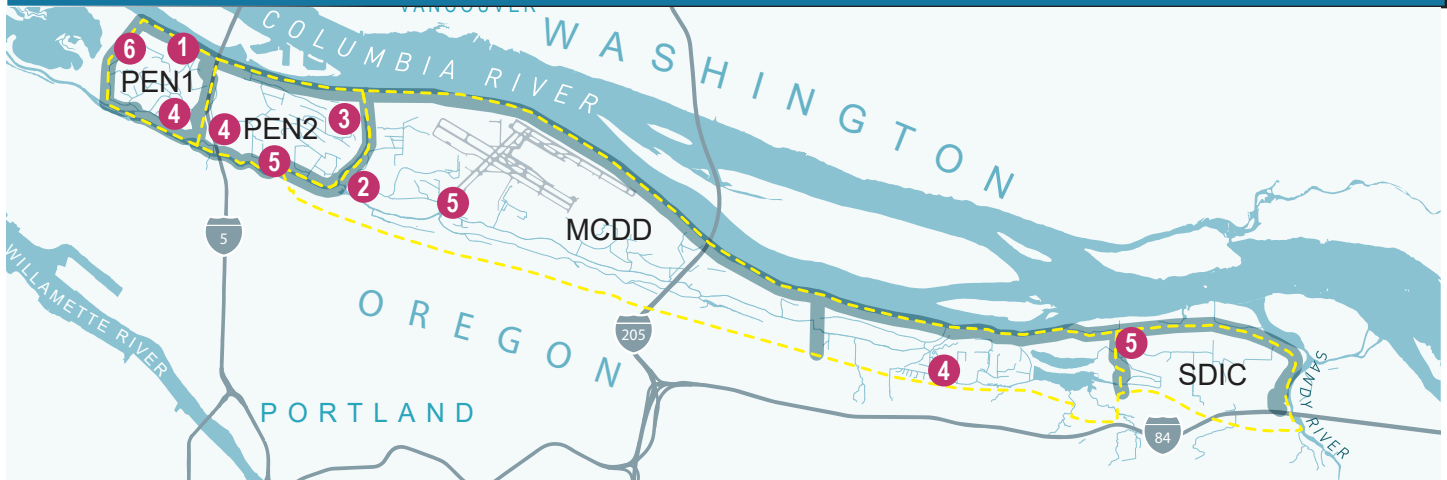 VANCOUVER
WASHINGTON
COLUMBIA RIVER
6
1
PEN1
4
4
PEN2
3
5
2
5
MCDD
5
WILLAMETTE RIVER
OREGON
205
PORTLAND
4
5
SDIC
SANDY RIVER
84